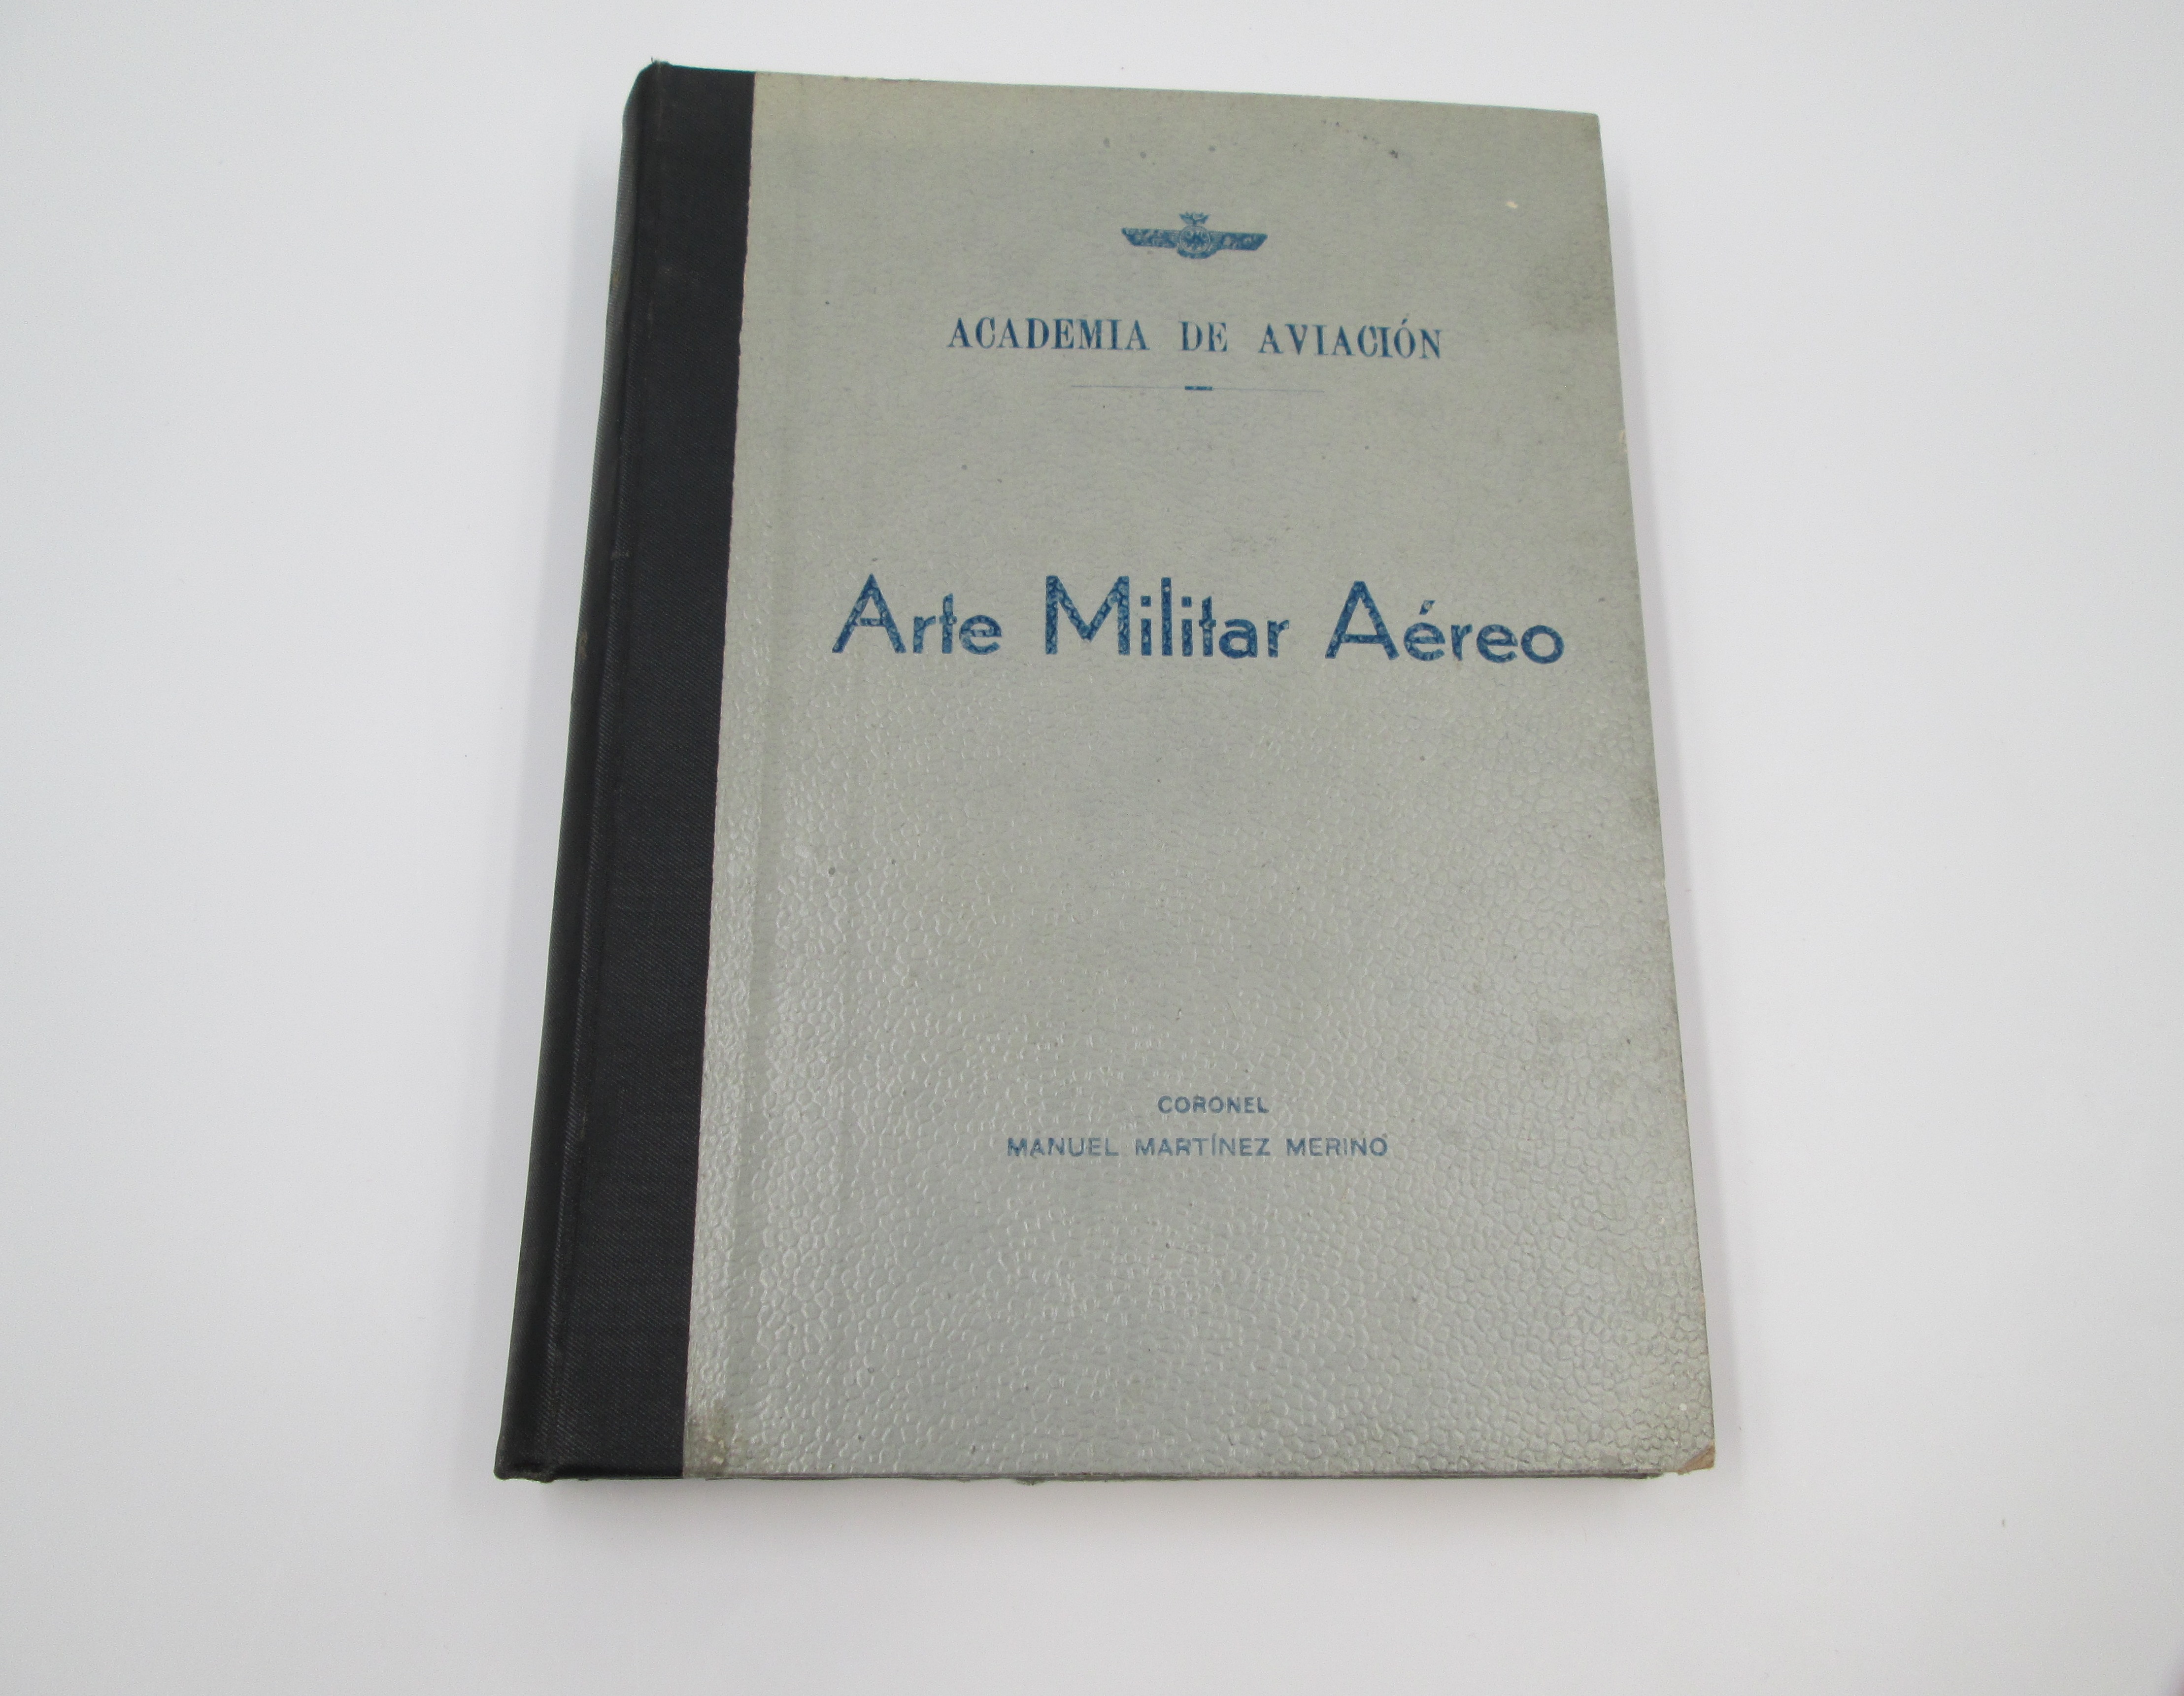 ACADEMIA DE AVIACIÓN
Arte Militar Aéreo
CORONEL
MANUEL MARTÍNEZ MERINO